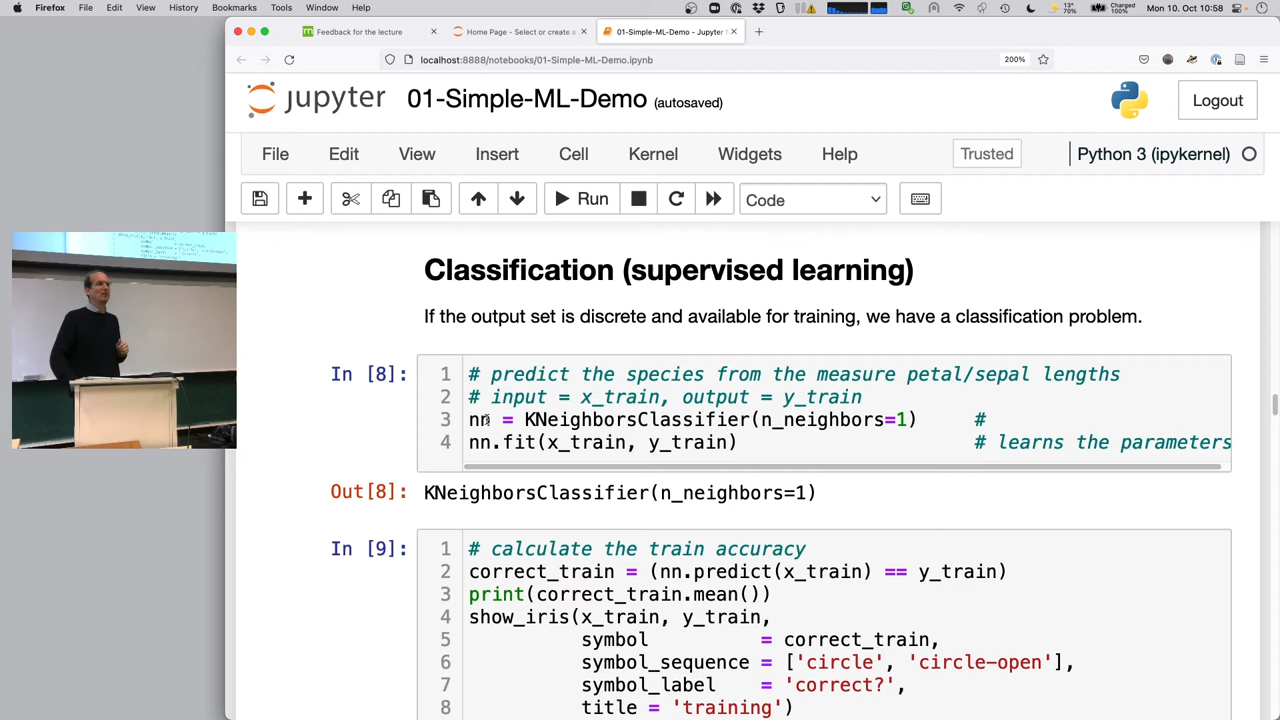 Firefox File Edit View History Bookmarks Tools Window Help
Charged Mon 10. Oct 10:58
Feedback for the lecture
Home Page - Select or create a
01-Simple-ML-Demo - Jupyter
localhost:8888/notebooks/01-Simple-ML-Demo.ipynb
200%
jupyter 01-Simple-ML-Demo (autosaved)
Logout
File Edit View Insert Cell Kernel Widgets Help
Trusted
Python 3 (ipykernel)
Run
Code
Classification (supervised learning)
If the output set is discrete and available for training, we have a classification problem.
In [8]:
1 # predict the species from the measure petal/sepal lengths
2 # input = x_train, output = y_train
3 nn = KNeighborsClassifier(n_neighbors=1) #
4 nn.fit(x_train, y_train) # learns the parameters
Out[8]: KNeighborsClassifier(n_neighbors=1)
In [9]:
1 # calculate the train accuracy
2 correct_train = (nn.predict(x_train) == y_train)
3 print(correct_train.mean())
4 show_iris(x_train, y_train,
5 symbol = correct_train,
6 symbol_sequence = ['circle', 'circle-open'],
7 symbol_label = 'correct?',
8 title = 'training')